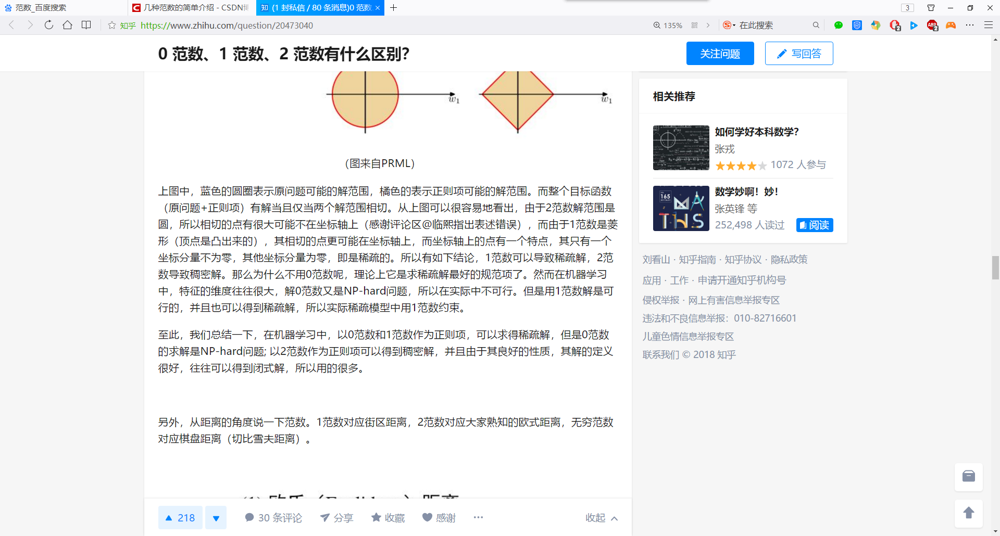 范数_百度搜索
几种范数的简单介绍 - CSDN
(1 封私信 / 80 条消息)0 范数
3
知乎 https://www.zhihu.com/question/20473040
135%
在此搜索
0 范数、1 范数、2 范数有什么区别?
关注问题
写回答
w1
w1
(图来自PRML)
上图中，蓝色的圆圈表示原问题可能的解范围，橘色的表示正则项可能的解范围。而整个目标函数
（原问题+正则项）有解当且仅当两个解范围相切。从上图可以很容易地看出，由于2范数解范围是
圆，所以相切的点有很大可能不在坐标轴上（感谢评论区@临熙指出表述错误），而由于1范数是菱
形（顶点是凸出来的），其相切的点更可能在坐标轴上，而坐标轴上的点有一个特点，其只有一个
坐标分量不为零，其他坐标分量为零，即是稀疏的。所以有如下结论，1范数可以导致稀疏解，2范
数导致稠密解。那么为什么不用0范数呢，理论上它是求稀疏解最好的规范项了。然而在机器学习
中，特征的维度往往很大，解0范数又是NP-hard问题，所以在实际中不可行。但是用1范数解是可
行的，并且也可以得到稀疏解，所以实际稀疏模型中用1范数约束。
至此，我们总结一下，在机器学习中，以0范数和1范数作为正则项，可以求得稀疏解，但是0范数
的求解是NP-hard问题; 以2范数作为正则项可以得到稠密解，并且由于其良好的性质，其解的定义
很好，往往可以得到闭式解，所以用的很多。
另外，从距离的角度说一下范数。1范数对应街区距离，2范数对应大家熟知的欧式距离，无穷范数
对应棋盘距离（切比雪夫距离）。
218
30 条评论
分享
收藏
感谢
收起
相关推荐
如何学好本科数学？
张戎
1072 人参与
165
MATHS
数学妙啊！妙！
张英锋 等
252,498 人读过
阅读
刘看山 · 知乎指南 · 知乎协议 · 隐私政策
应用 · 工作 · 申请开通知乎机构号
侵权举报 · 网上有害信息举报专区
违法和不良信息举报：010-82716601
儿童色情信息举报专区
联系我们 © 2018 知乎